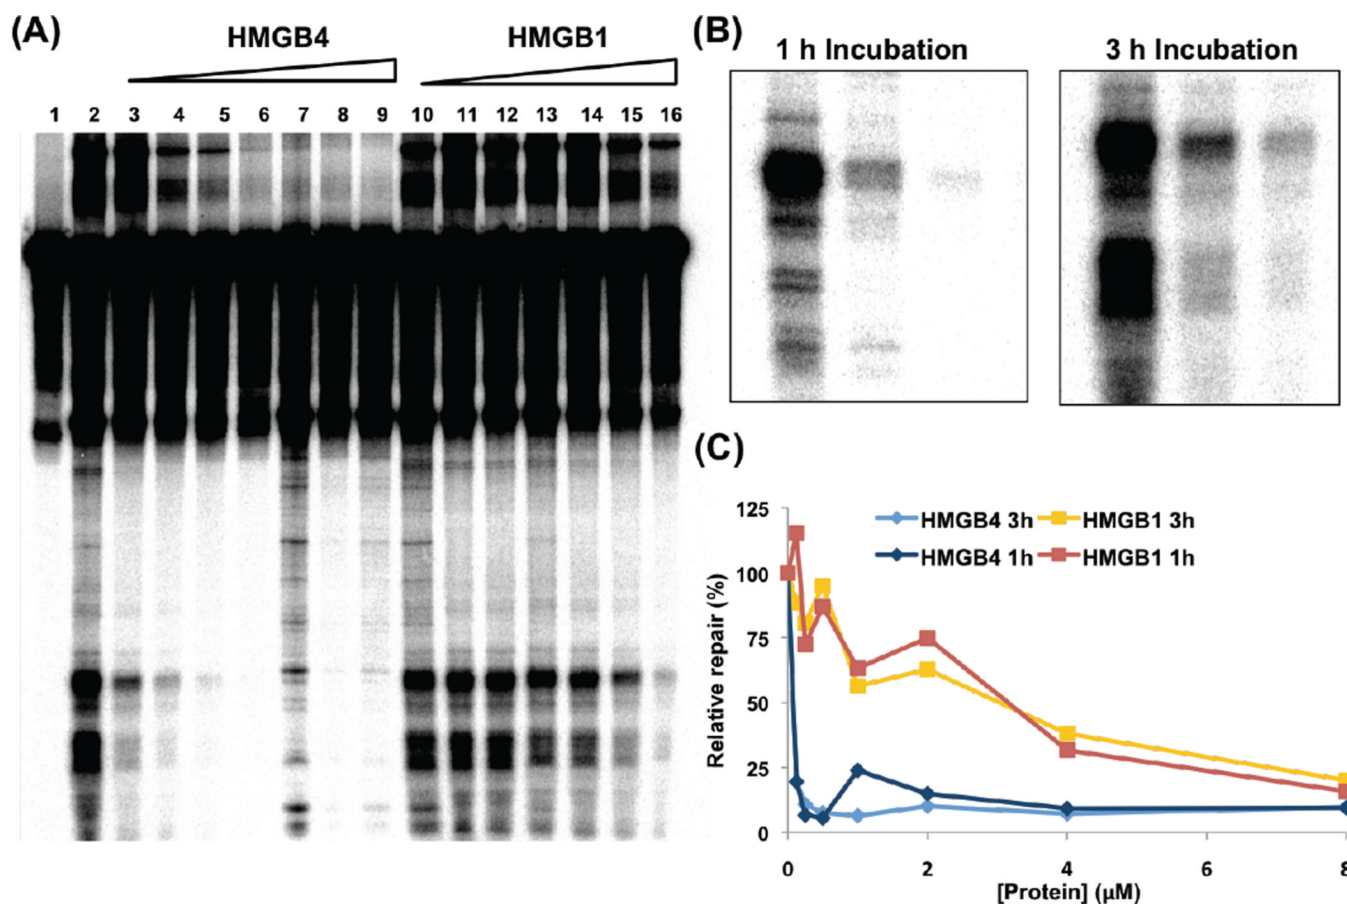 (A)
HMGB4 HMGB1
1 2 3 4 5 6 7 8 9 10 11 12 13 14 15 16
(B)
1 h Incubation 3 h Incubation
(C)
HMGB4 3h HMGB1 3h
HMGB4 1h HMGB1 1h
Relative repair (%)
125
100
75
50
25
0
0 2 4 6 8
[Protein] (μM)